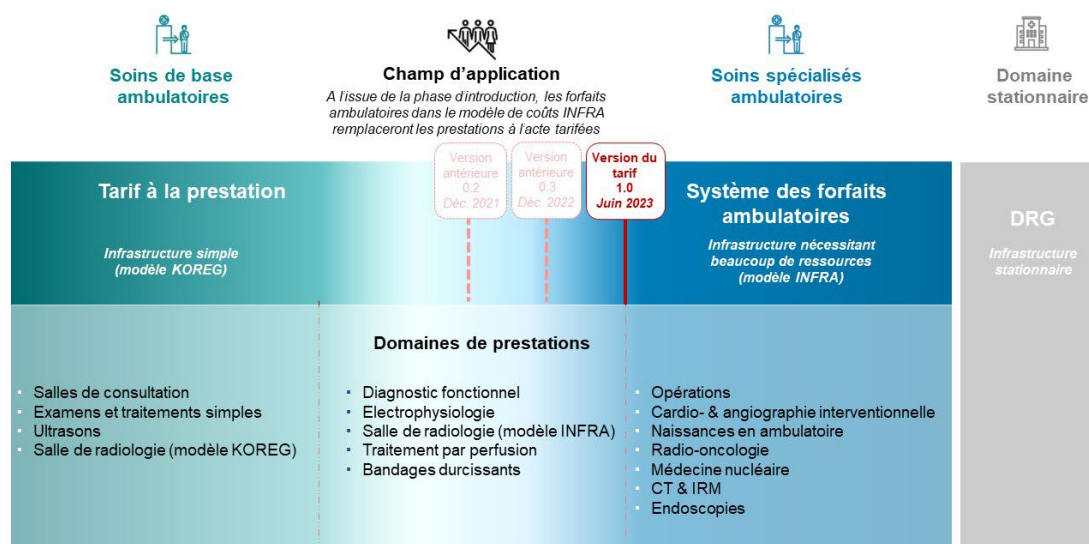 Soins de base
ambulatoires
Champ d'application
A l'issue de la phase d'introduction, les forfaits
ambulatoires dans le modèle de coûts INFRA
remplaceront les prestations à l'acte tarifées
Soins spécialisés
ambulatoires
Domaine
stationnaire
Tarif à la prestation
Infrastructure simple
(modèle KOREG)
Version
antérieure
0.2
Déc. 2021
Version
antérieure
0.3
Déc. 2022
Version du
tarif
1.0
Juin 2023
Système des forfaits
ambulatoires
Infrastructure nécessitant
beaucoup de ressources
(modèle INFRA)
DRG
Infrastructure
stationnaire
Domaines de prestations
Salles de consultation
Examens et traitements simples
Ultrasons
Salle de radiologie (modèle KOREG)
Diagnostic fonctionnel
Electrophysiologie
Salle de radiologie (modèle INFRA)
Traitement par perfusion
Bandages durcissants
Opérations
Cardio- & angiographie interventionnelle
Naissances en ambulatoire
Radio-oncologie
Médecine nucléaire
CT & IRM
Endoscopies